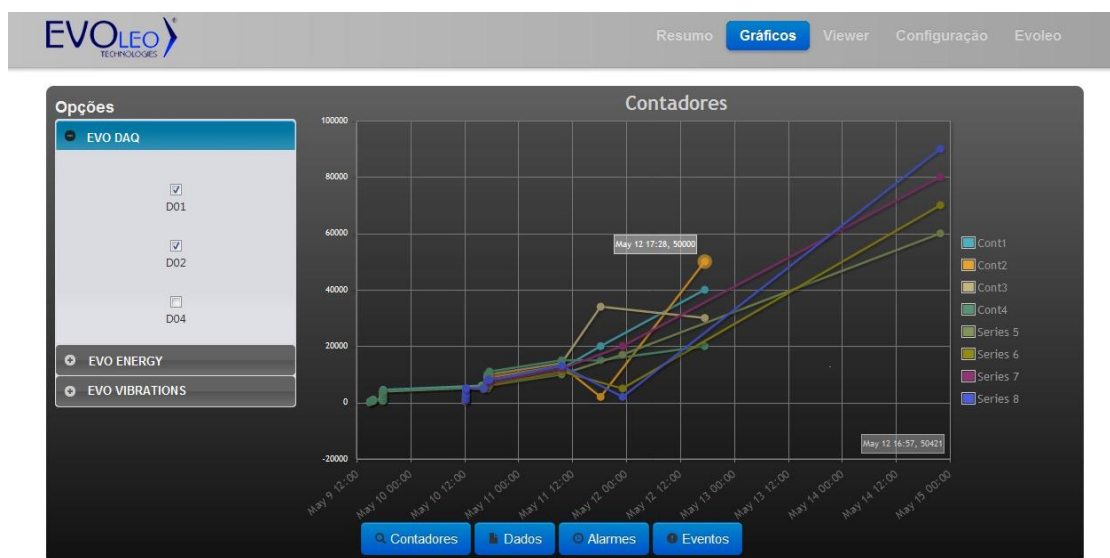 EVOLEO
TECHNOLOGIES
Resumo Gráficos Viewer Configuração Evoleo
Opções
EVO DAQ
D01
D02
D04
EVO ENERGY
EVO VIBRATIONS
Contadores
100000
80000
60000
40000
20000
0
-20000
May 12 17:28, 50000
May 12 16:57, 50421
May 9 12:00
May 10 00:00
May 10 12:00
May 11 00:00
May 11 12:00
May 12 00:00
May 12 12:00
May 13 00:00
May 13 12:00
May 14 00:00
May 14 12:00
May 15 00:00
Cont1
Cont2
Cont3
Cont4
Series 5
Series 6
Series 7
Series 8
Contadores Dados Alarmes Eventos